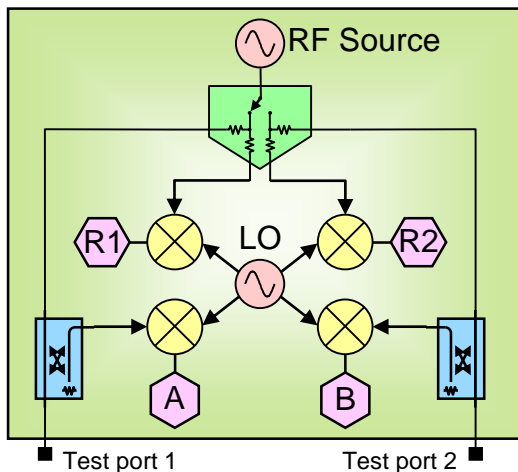 RF Source
R1
LO
R2
A
B
Test port 1
Test port 2